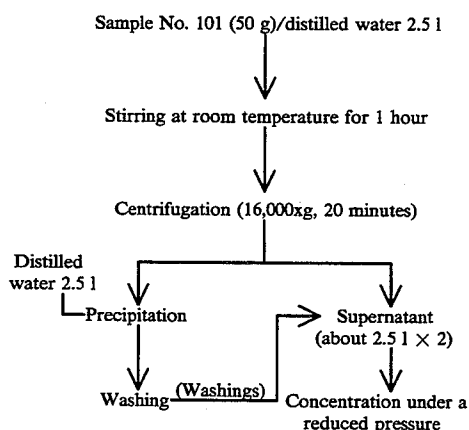 Sample No. 101 (50 g)/distilled water 2.5 l
Stirring at room temperature for 1 hour
Centrifugation (16,000xg, 20 minutes)
Distilled
water 2.5 l
Precipitation
Supernatant
(about 2.5 l × 2)
Washing
(Washings)
Concentration under a
reduced pressure